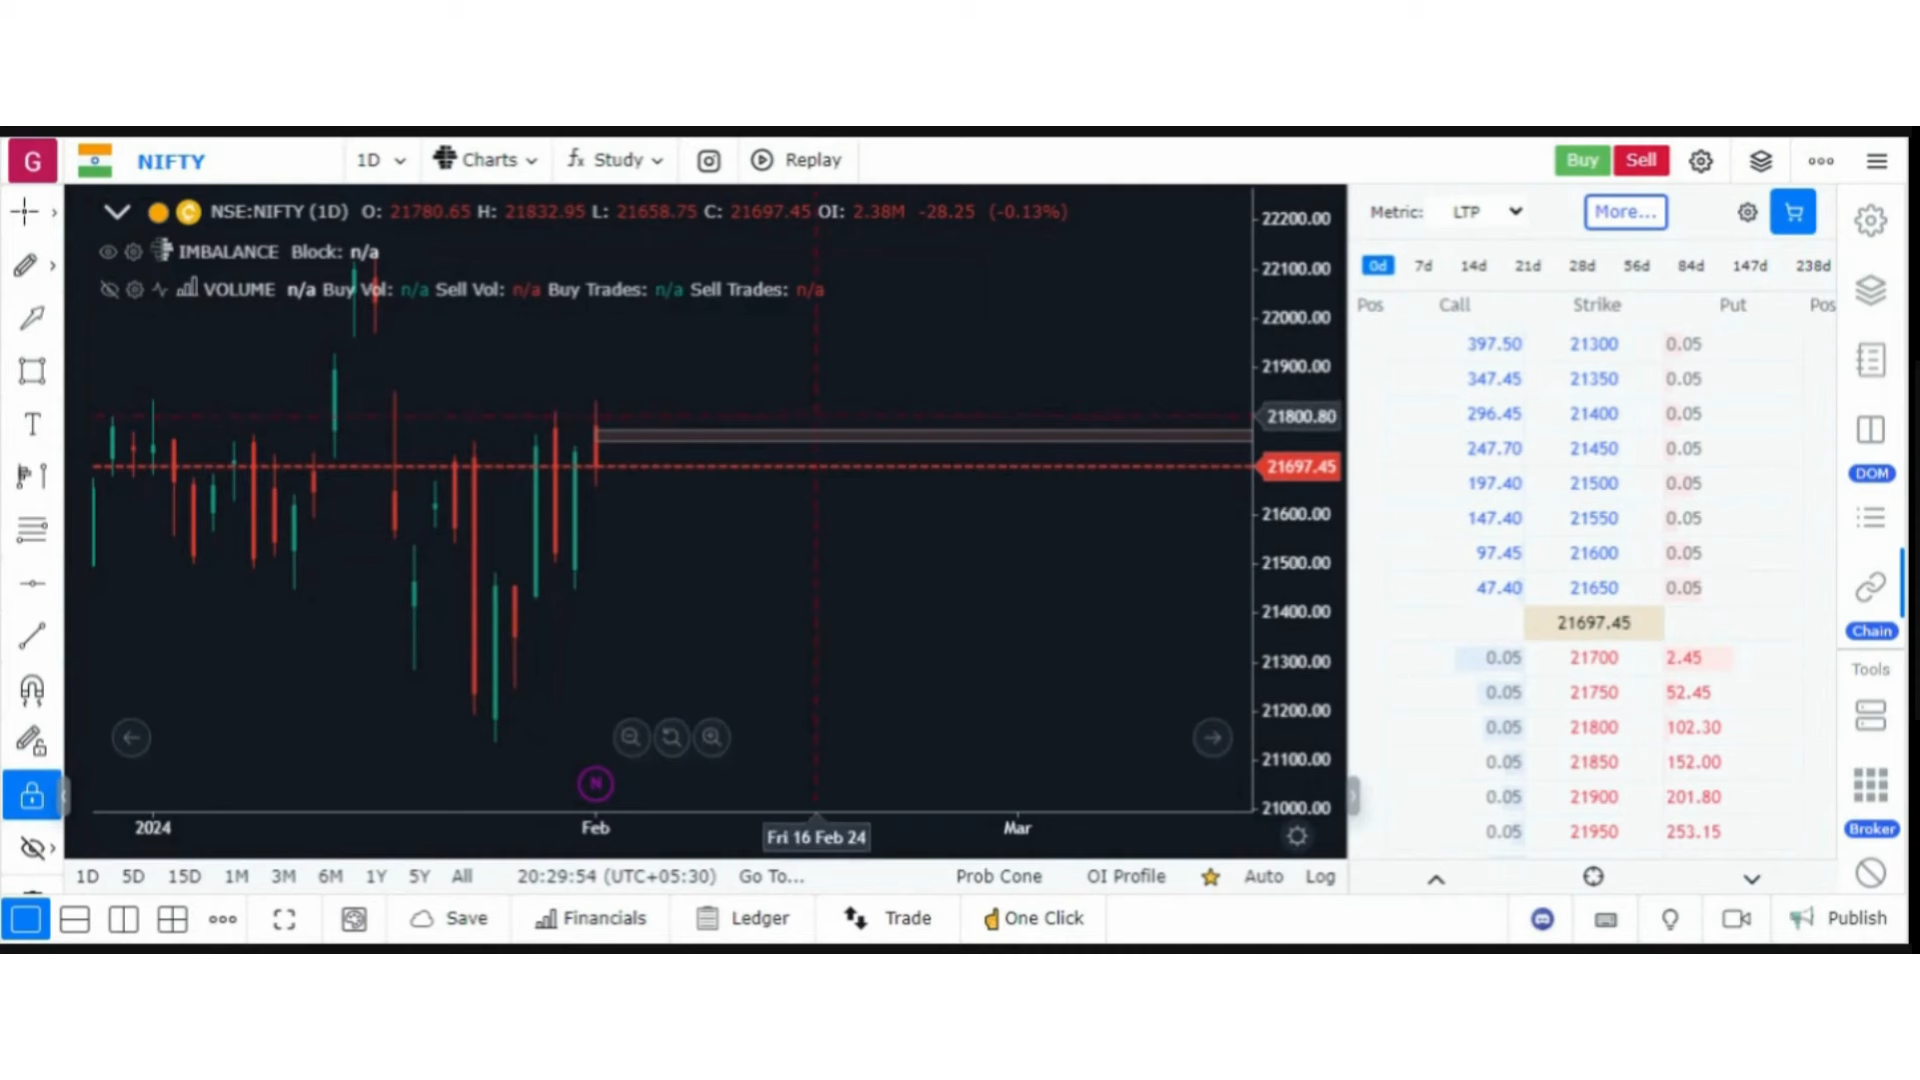 G NIFTY 1D Charts fx Study Replay Buy Sell
NSE:NIFTY (1D) O: 21780.65 H: 21832.95 L: 21658.75 C: 21697.45 OI: 2.38M -28.25 (-0.13%)
IMBALANCE Block: n/a
VOLUME n/a Buy Vol: n/a Sell Vol: n/a Buy Trades: n/a Sell Trades: n/a
22200.00
22100.00
22000.00
21900.00
21800.80
21697.45
21600.00
21500.00
21400.00
21300.00
21200.00
21100.00
21000.00
N
2024 Feb Fri 16 Feb 24 Mar
1D 5D 15D 1M 3M 6M 1Y 5Y All 20:29:54 (UTC+05:30) Go To... Prob Cone OI Profile Auto Log
Metric: LTP More...
0d 7d 14d 21d 28d 56d 84d 147d 238d
Pos Call Strike Put Pos
397.50 21300 0.05
347.45 21350 0.05
296.45 21400 0.05
247.70 21450 0.05
197.40 21500 0.05
147.40 21550 0.05
97.45 21600 0.05
47.40 21650 0.05
21697.45
0.05 21700 2.45
0.05 21750 52.45
0.05 21800 102.30
0.05 21850 152.00
0.05 21900 201.80
0.05 21950 253.15
T
DOM
Chain
Tools
Broker
Save Financials Ledger Trade One Click Publish